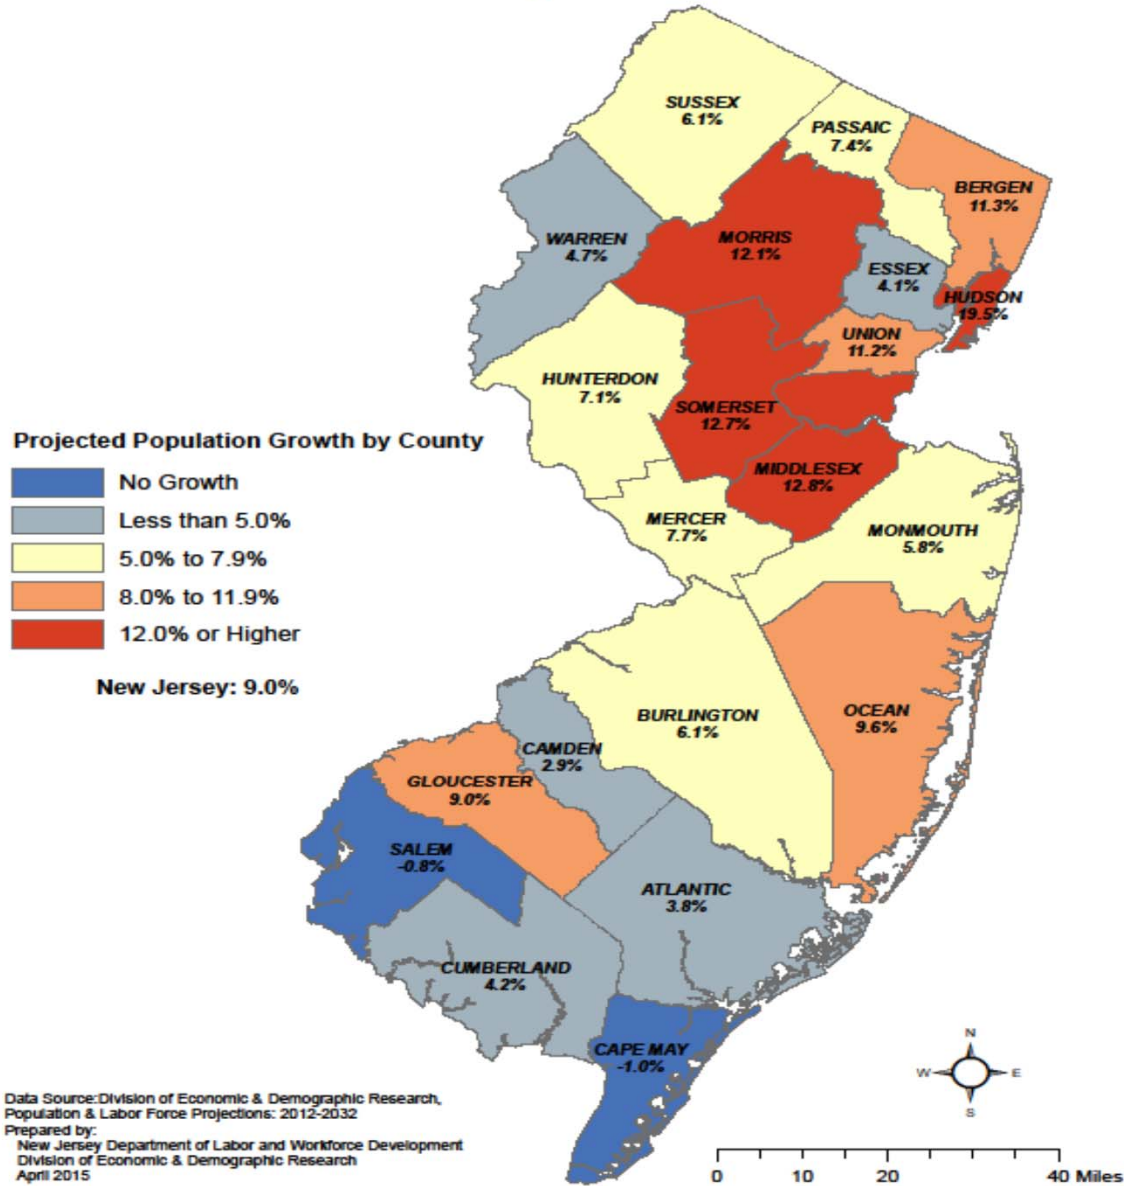 SUSSEX
6.1%
PASSAIC
7.4%
BERGEN
11.3%
WARREN
4.7%
MORRIS
12.1%
ESSEX
4.1%
HUDSON
19.5%
UNION
11.2%
HUNTERDON
7.1%
SOMERSET
12.7%
MIDDLESEX
12.8%
MERCER
7.7%
MONMOUTH
5.8%
Projected Population Growth by County
No Growth
Less than 5.0%
5.0% to 7.9%
8.0% to 11.9%
12.0% or Higher
New Jersey: 9.0%
BURLINGTON
6.1%
OCEAN
9.6%
CAMDEN
2.9%
GLOUCESTER
9.0%
SALEM
-0.8%
ATLANTIC
3.8%
CUMBERLAND
4.2%
CAPE MAY
-1.0%
N
W E
S
Data Source:Division of Economic & Demographic Research,
Population & Labor Force Projections: 2012-2032
Prepared by:
New Jersey Department of Labor and Workforce Development
Division of Economic & Demographic Research
April 2015
0 10 20 40 Miles